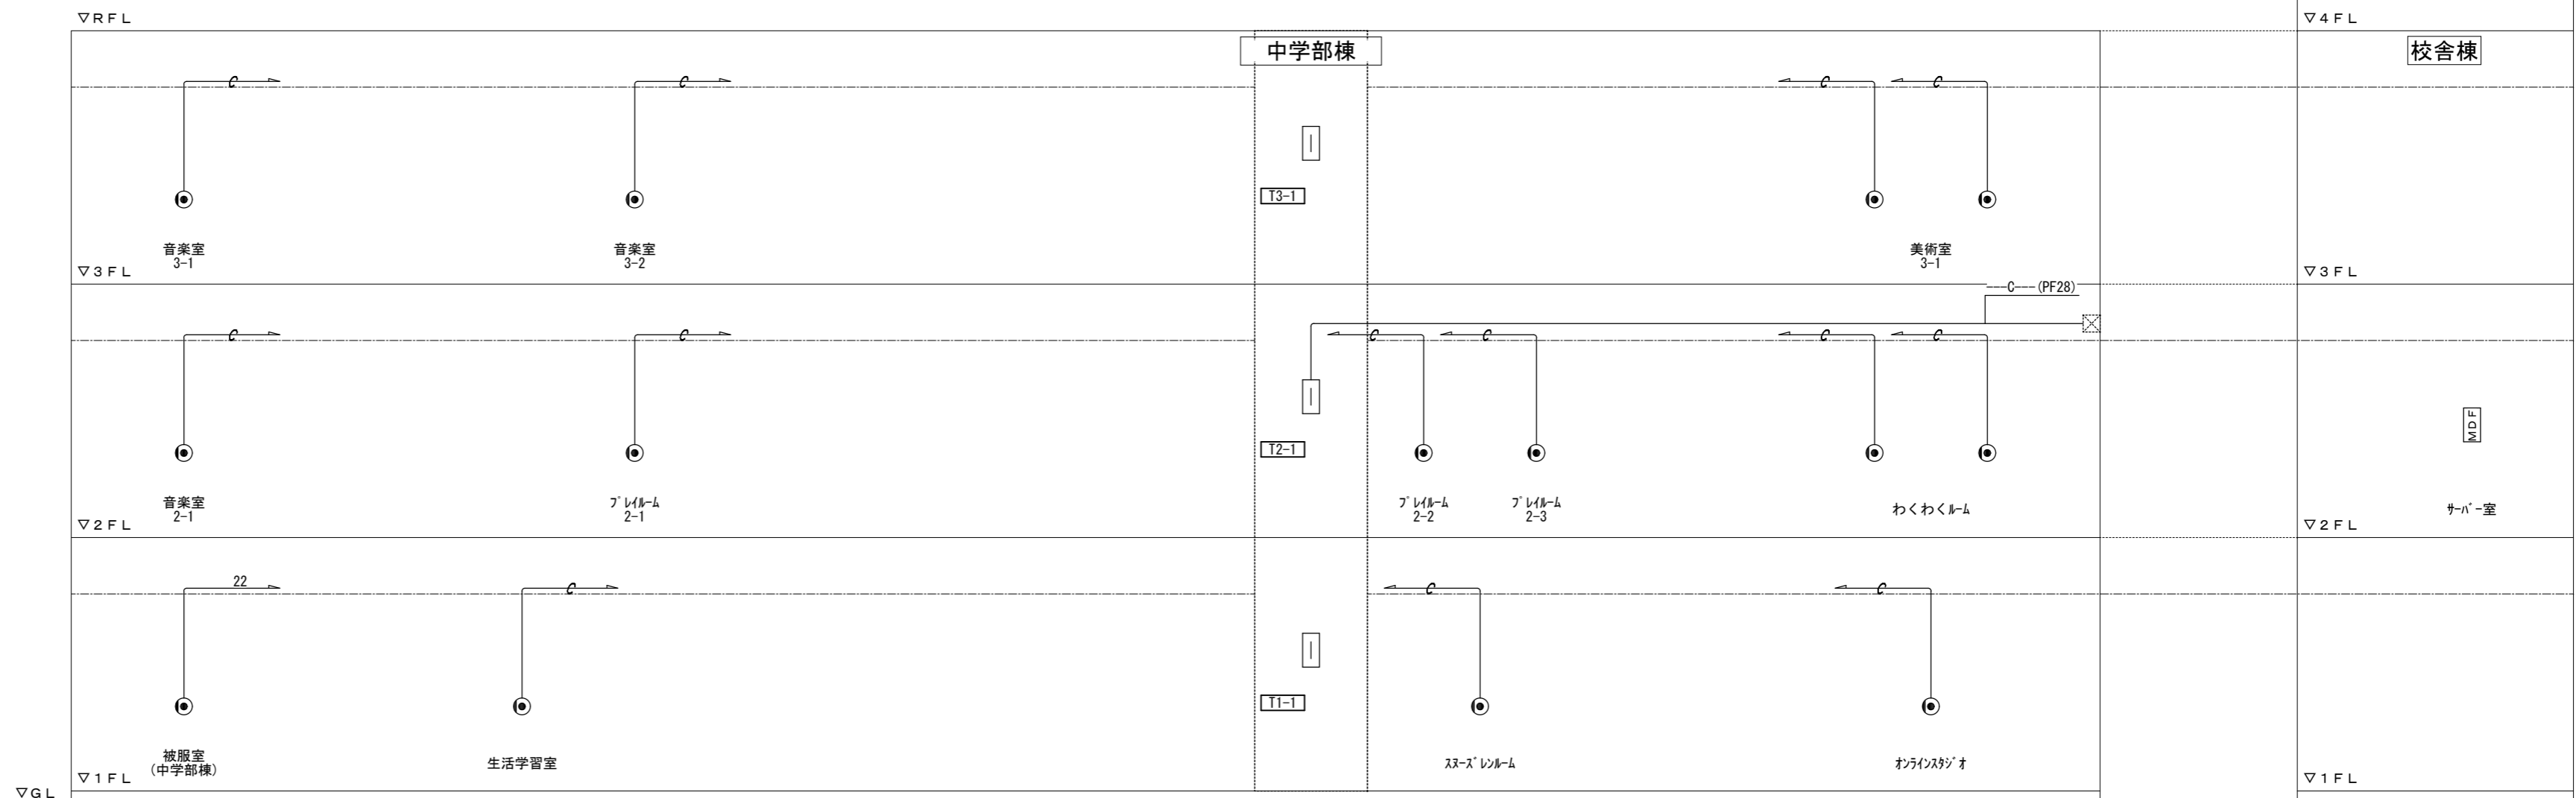 ▽ＲＦＬ
▽４ＦＬ
中学部棟
校舎棟
C
C
C
C
T3-1
音楽室
3-1
音楽室
3-2
美術室
3-1
▽３ＦＬ
▽３ＦＬ
---C---(PF28)
C
C
C
C
C
C
MDF
T2-1
音楽室
2-1
ﾌﾟﾚｲﾙｰﾑ
2-1
ﾌﾟﾚｲﾙｰﾑ
2-2
ﾌﾟﾚｲﾙｰﾑ
2-3
わくわくﾙｰﾑ
ｻｰﾊﾞｰ室
▽２ＦＬ
▽２ＦＬ
22
C
C
C
T1-1
被服室
(中学部棟)
生活学習室
ｽﾇｰｽﾞﾚﾝﾙｰﾑ
ｵﾝﾗｲﾝｽﾀｼﾞｵ
▽１ＦＬ
▽１ＦＬ
▽ＧＬ